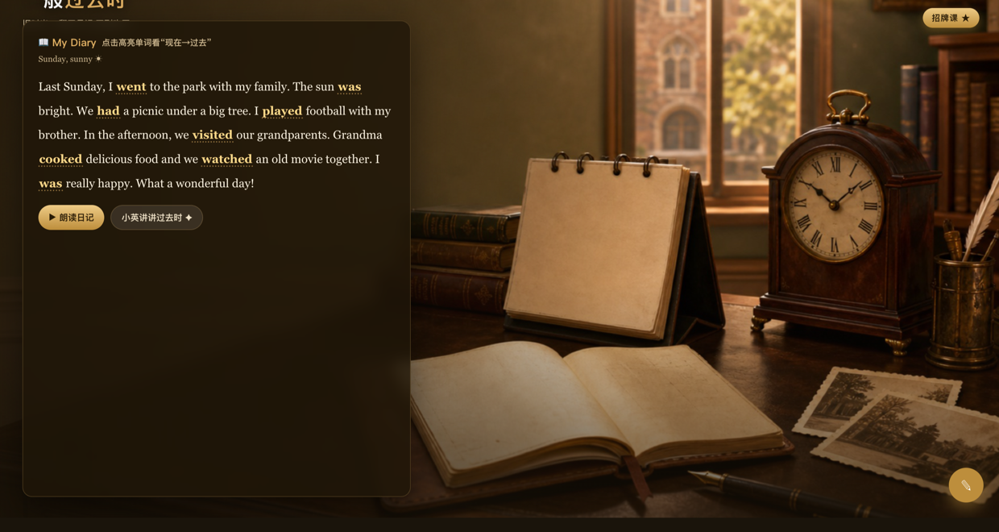 般过去时
招牌课 ★
📖 My Diary 点击高亮单词看“现在→过去”
Sunday, sunny ☀
Last Sunday, I went to the park with my family. The sun was
bright. We had a picnic under a big tree. I played football with my
brother. In the afternoon, we visited our grandparents. Grandma
cooked delicious food and we watched an old movie together. I
was really happy. What a wonderful day!
▶ 朗读日记
小英讲讲过去时 ✦